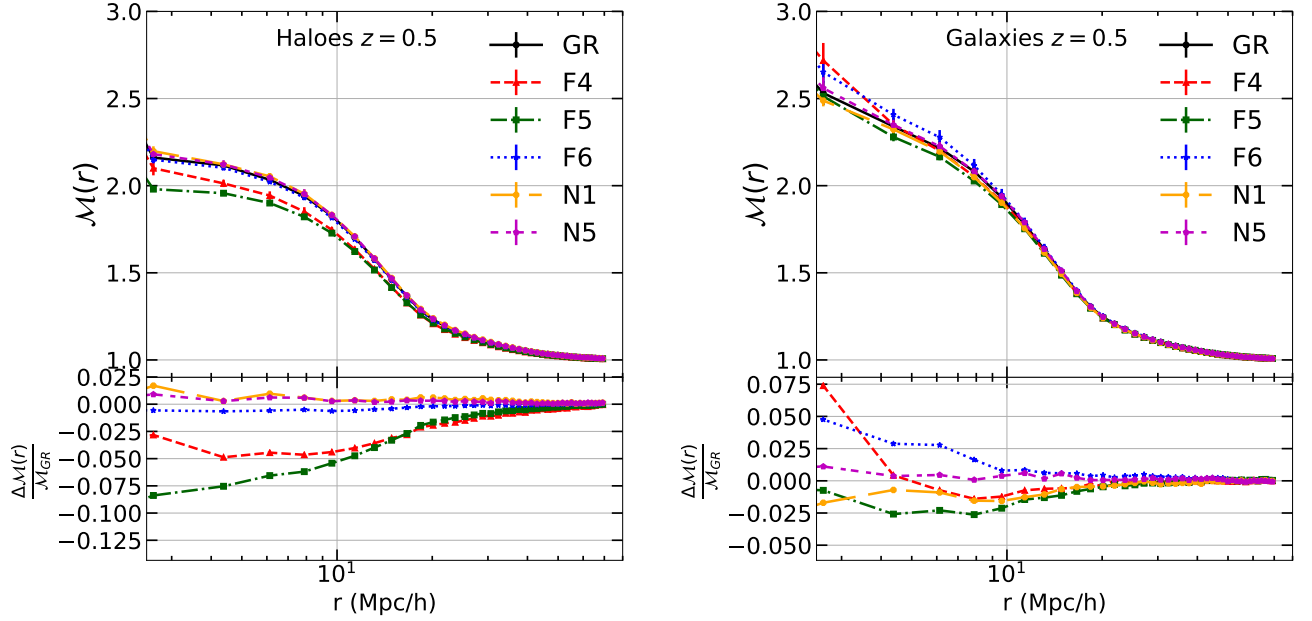 3.0
2.5
2.0
1.5
1.0
M(r)
Haloes z = 0.5
GR
F4
F5
F6
N1
N5
0.025
0.000
−0.025
−0.050
−0.075
−0.100
−0.125
ΔM(r)
M_GR
10¹
r (Mpc/h)
3.0
2.5
2.0
1.5
1.0
M(r)
Galaxies z = 0.5
GR
F4
F5
F6
N1
N5
0.075
0.050
0.025
0.000
−0.025
−0.050
ΔM(r)
M_GR
10¹
r (Mpc/h)